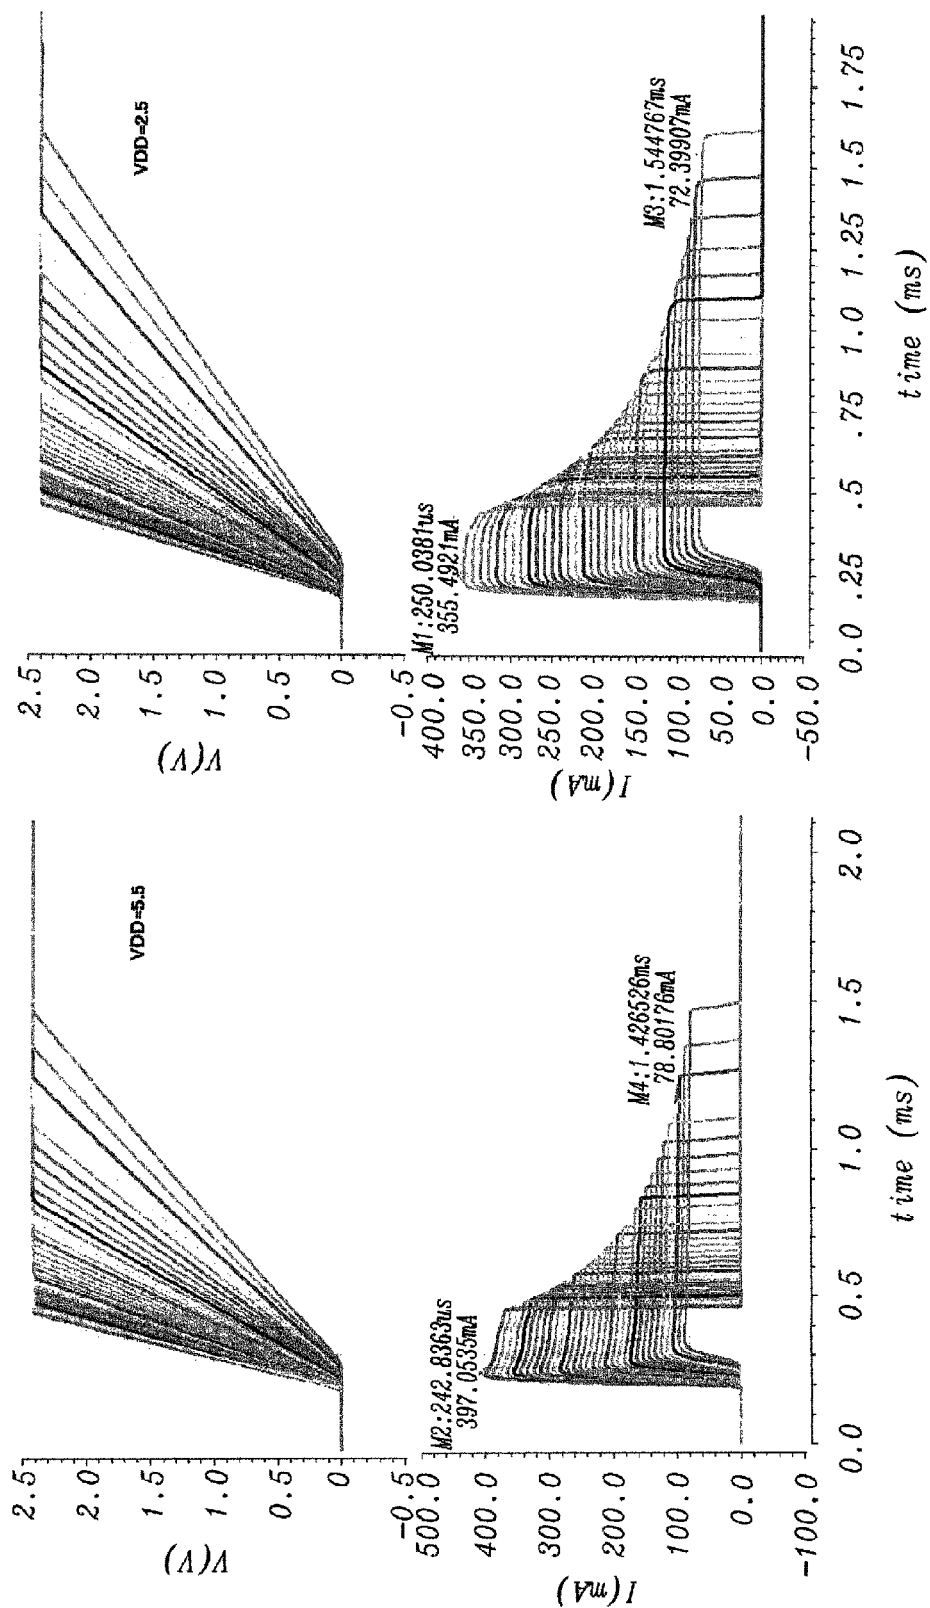 2.5
2.0
1.5
1.0
0.5
0
-0.5
V(V)
VDD=5.5
500.0
400.0
300.0
200.0
100.0
0.0
-100.0
I(mA)
M2:242.8363us
397.0535mA
M4:1.426526ms
78.80176mA
0.0
0.5
1.0
1.5
2.0
time (ms)
2.5
2.0
1.5
1.0
0.5
0
-0.5
V(V)
VDD=2.5
400.0
350.0
300.0
250.0
200.0
150.0
100.0
50.0
0.0
-50.0
I(mA)
M1:250.0381us
355.4921mA
M3:1.544767ms
72.39907mA
0.0
.25
.5
.75
1.0
1.25
1.5
1.75
time (ms)